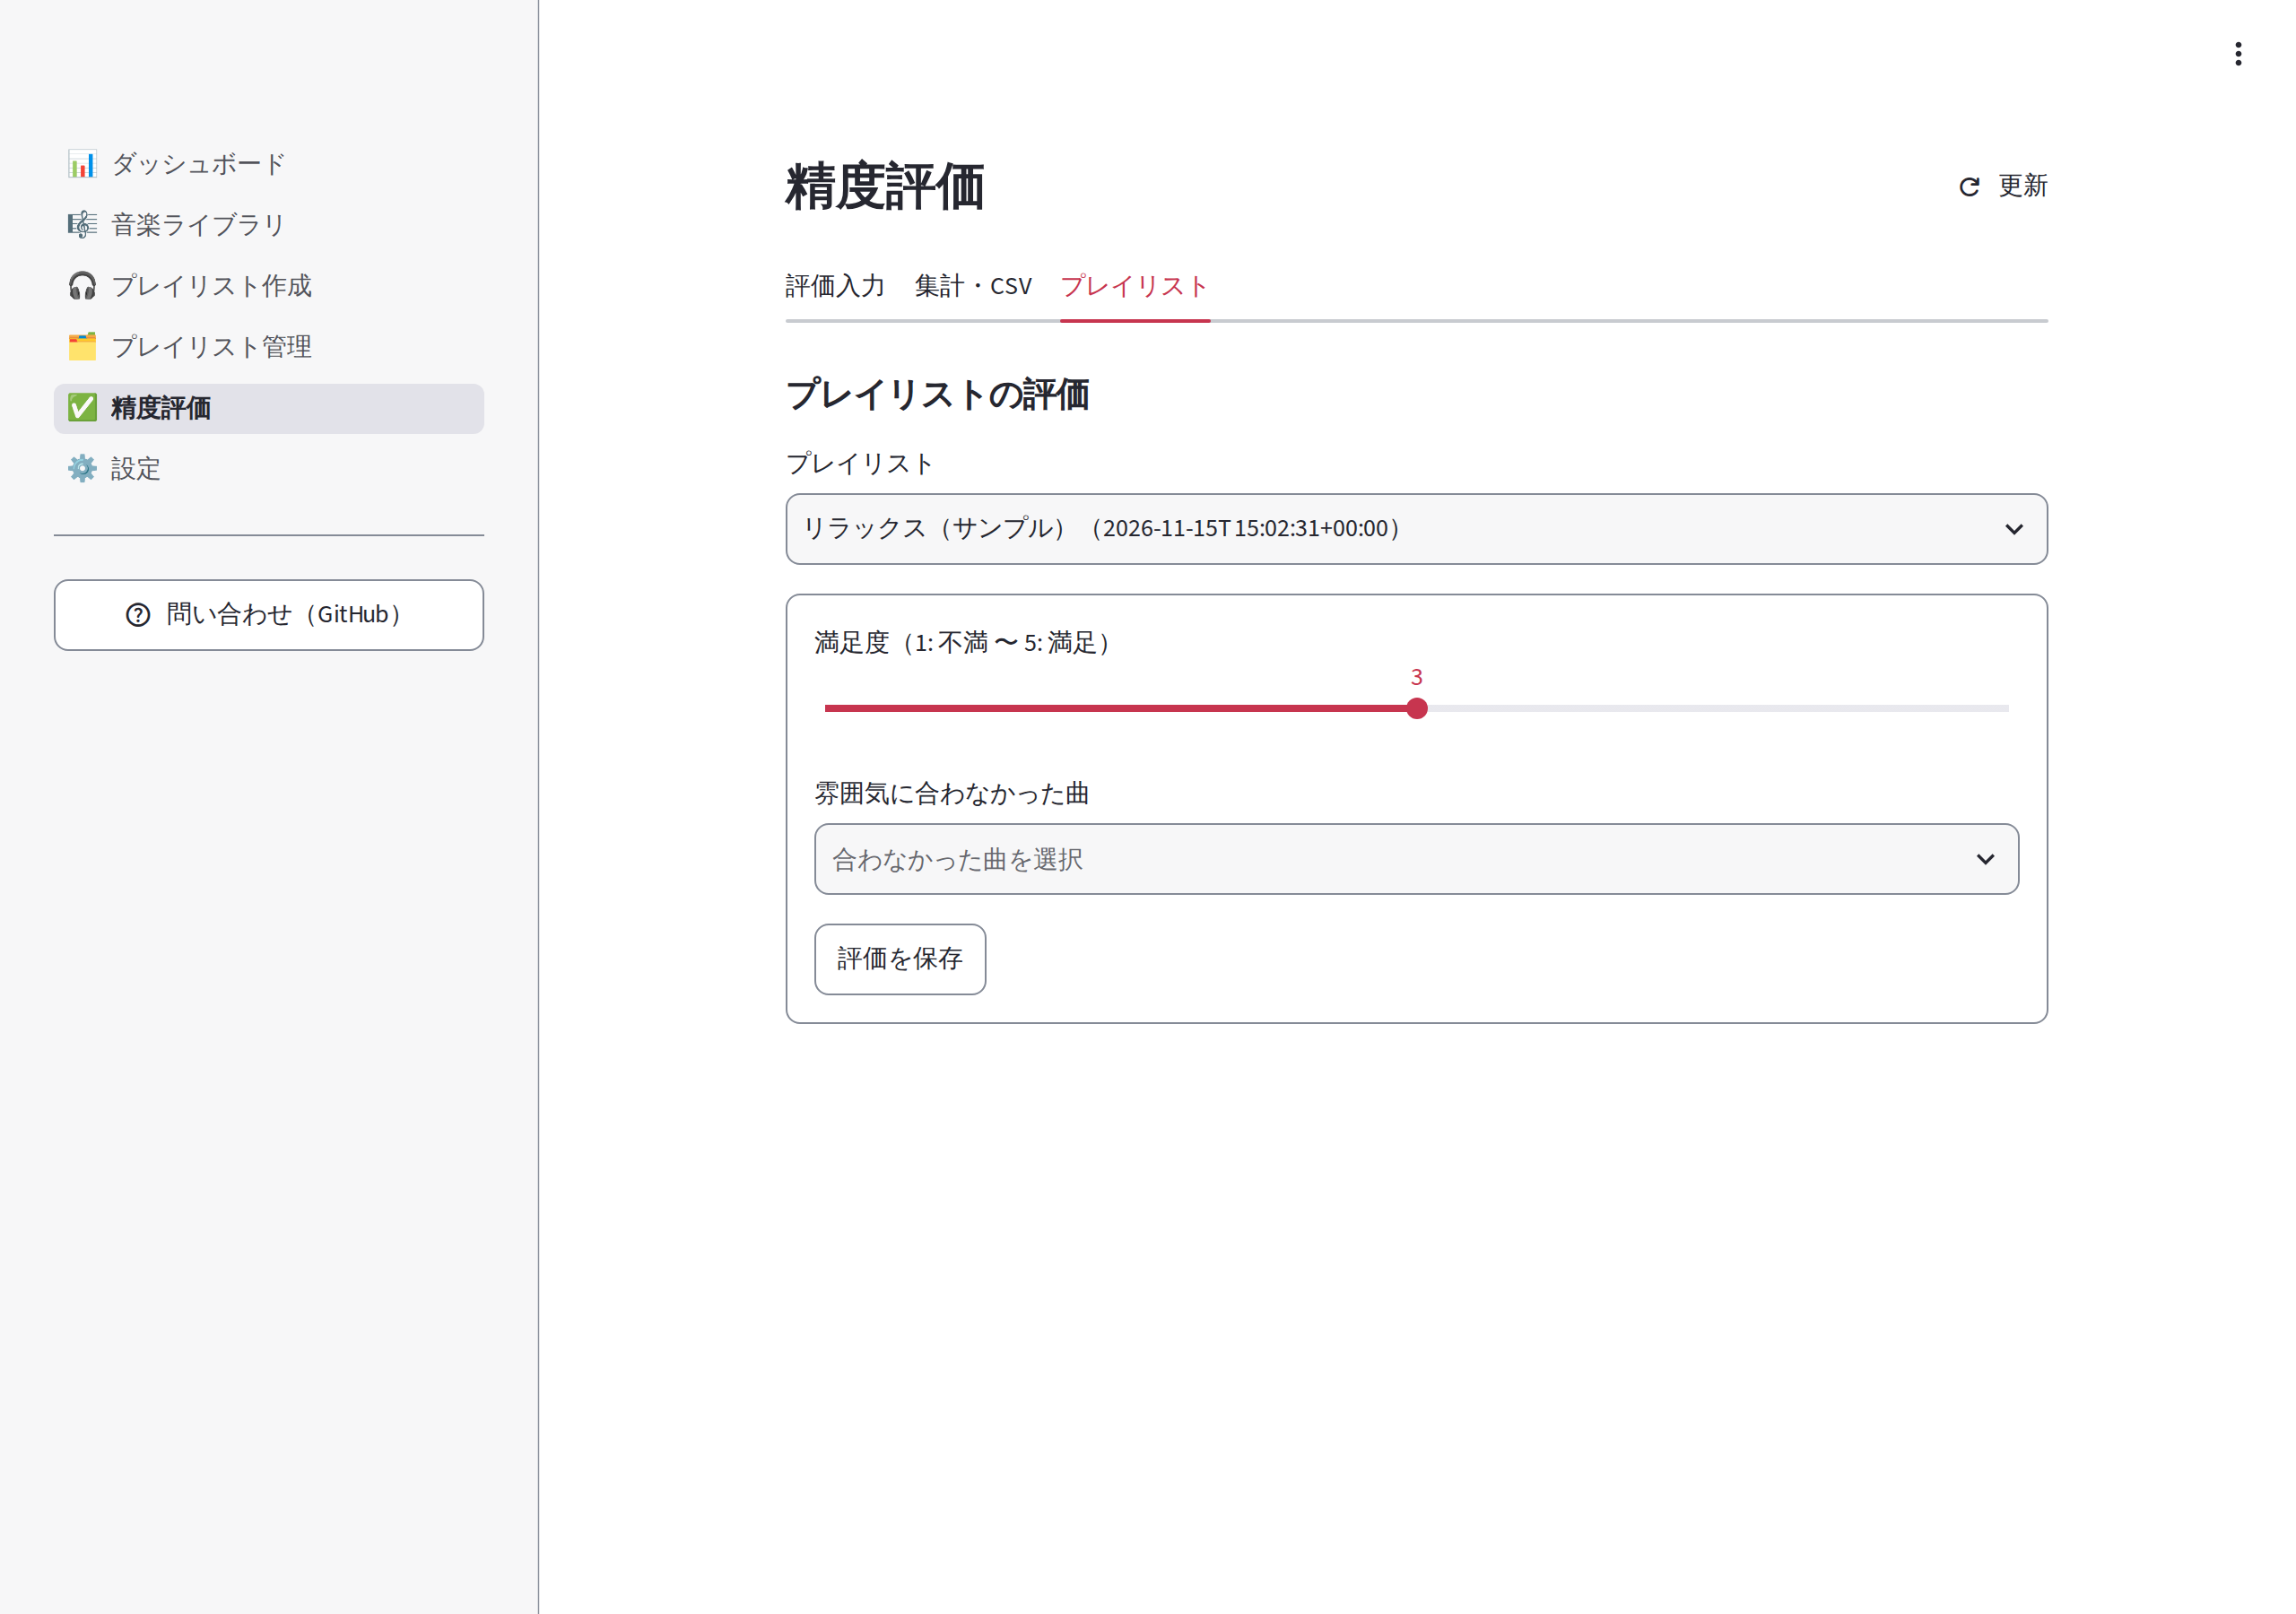 ダッシュボード
音楽ライブラリ
プレイリスト作成
プレイリスト管理
精度評価
設定
問い合わせ（GitHub）
精度評価
更新
評価入力 集計・CSV プレイリスト
プレイリストの評価
プレイリスト
リラックス（サンプル）（2026-11-15T15:02:31+00:00）
満足度（1: 不満 〜 5: 満足）
3
雰囲気に合わなかった曲
合わなかった曲を選択
評価を保存